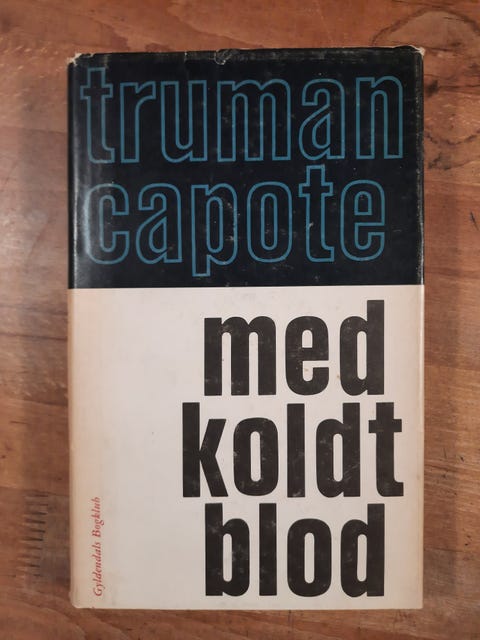 truman
capote
med
koldt
blod
Gyldendals Bogklub